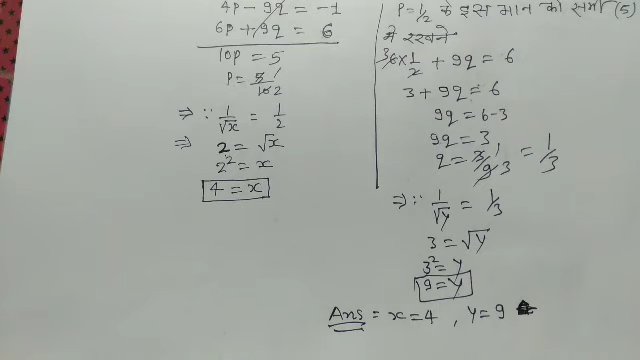 4P - 9q = -1
6P + 9q = 6
10P = 5
P = 5/10 1/2
⇒ ∵ 1/√x = 1/2
⇒ 2 = √x
2² = x
4 = x
P = 1/2 के इस मान को समी (5)
में रखने
6 × 1/2 + 9q = 6
3 + 9q = 6
9q = 6-3
9q = 3
q = 3/9 1/3 = 1/3
⇒ ∵ 1/√y = 1/3
3 = √y
3² = y
9 = y
Ans = x = 4 , y = 9